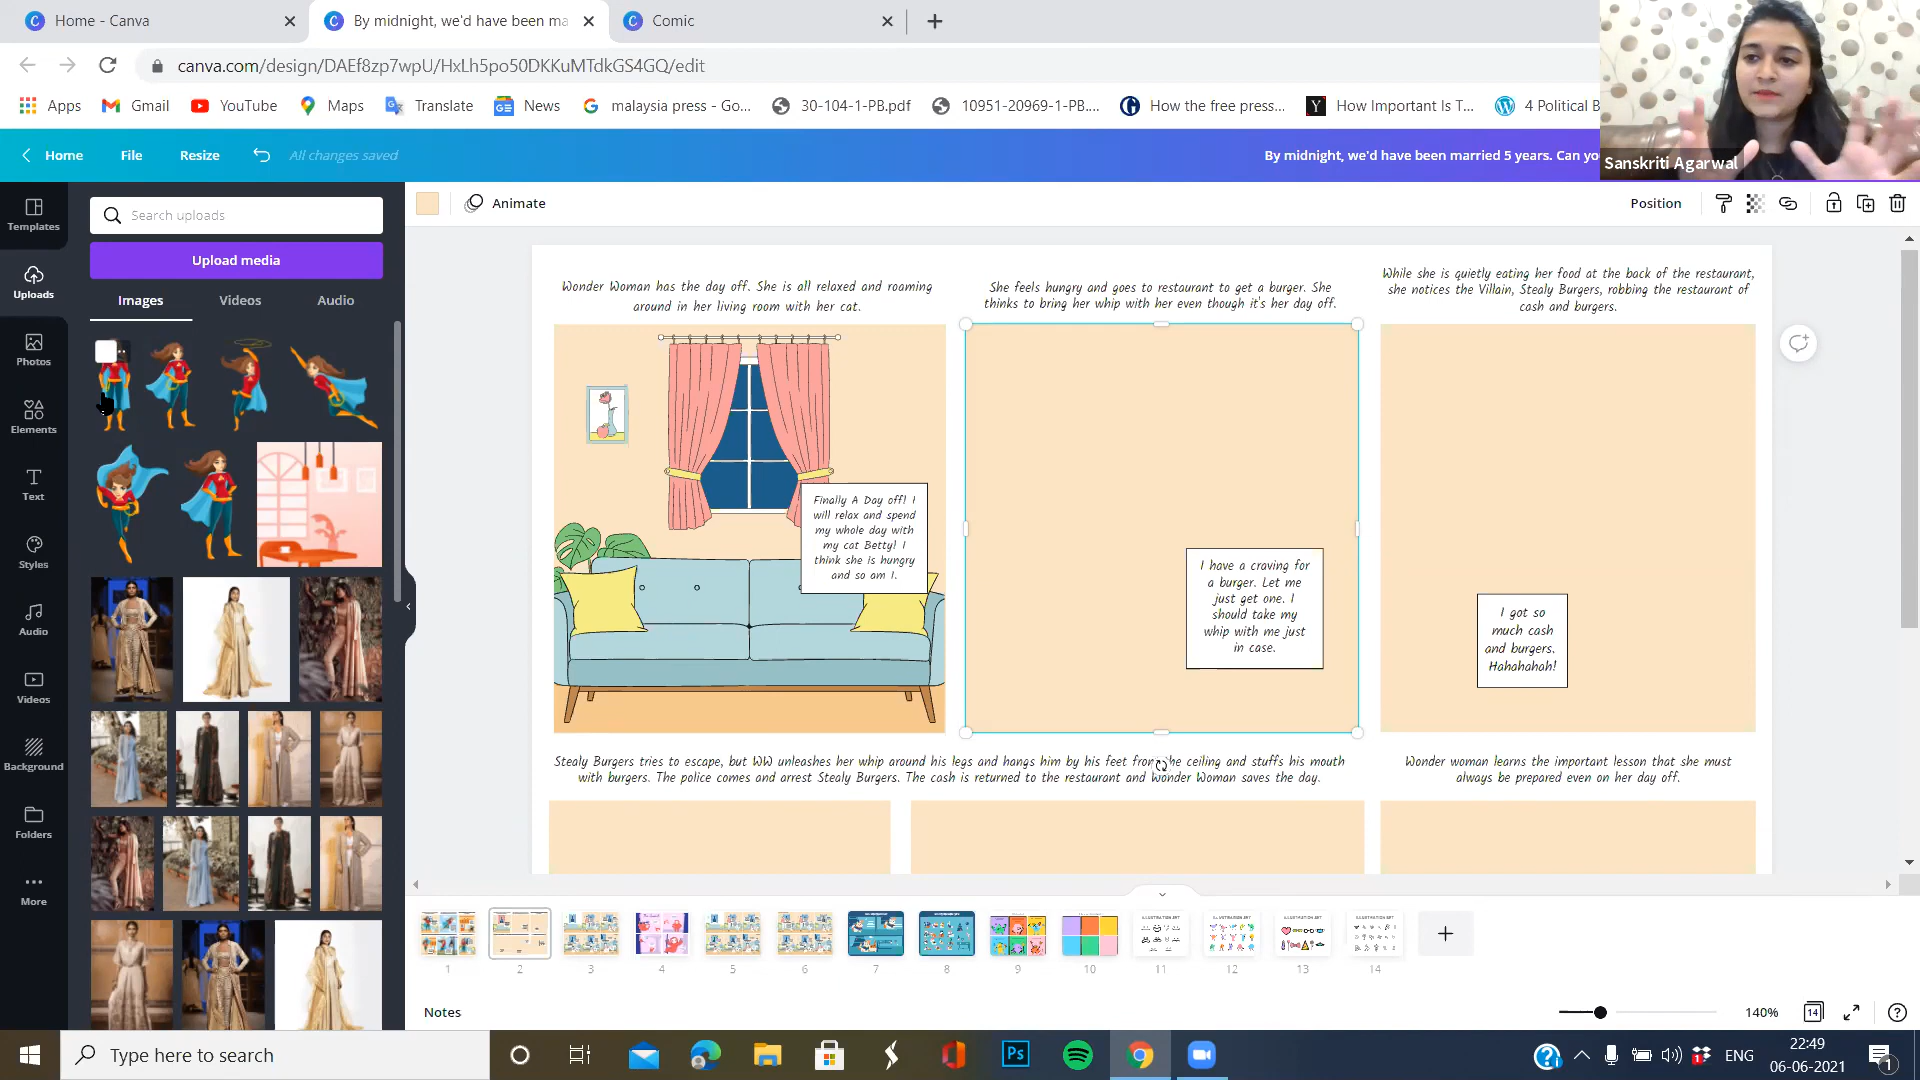 Home - Canva
By midnight, we'd have been ma
Comic
canva.com/design/DAEf8zp7wpU/HxLh5po50DKKuMTdkGS4GQ/edit
Apps
Gmail
YouTube
Maps
Translate
News
malaysia press - Go...
30-104-1-PB.pdf
10951-20969-1-PB....
How the free press...
How Important Is T...
4 Political B
Sanskriti Agarwal
Home
File
Resize
All changes saved
By midnight, we'd have been married 5 years. Can yo
Templates
Uploads
Photos
Elements
Text
Styles
Audio
Videos
Background
Folders
More
Search uploads
Upload media
Images
Videos
Audio
Animate
Position
Wonder Woman has the day off. She is all relaxed and roaming
around in her living room with her cat.
She feels hungry and goes to restaurant to get a burger. She
thinks to bring her whip with her even though it's her day off.
While she is quietly eating her food at the back of the restaurant,
she notices the Villain, Stealy Burgers, robbing the restaurant of
cash and burgers.
Finally A Day off! I
will relax and spend
my whole day with
my cat Betty! I
think she is hungry
and so am I.
I have a craving for
a burger. Let me
just get one. I
should take my
whip with me just
in case.
I got so
much cash
and burgers.
Hahahahah!
Stealy Burgers tries to escape, but WW unleashes her whip around his legs and hangs him by his feet from the ceiling and stuffs his mouth
with burgers. The police comes and arrest Stealy Burgers. The cash is returned to the restaurant and Wonder Woman saves the day.
Wonder woman learns the important lesson that she must
always be prepared even on her day off.
ILLUSTRATION SET
ILLUSTRATION SET
ILLUSTRATION SET
ILLUSTRATION SET
1
2
3
4
5
6
7
8
9
10
11
12
13
14
Notes
140%
14
Type here to search
Ps
1
ENG
22:49
06-06-2021
1